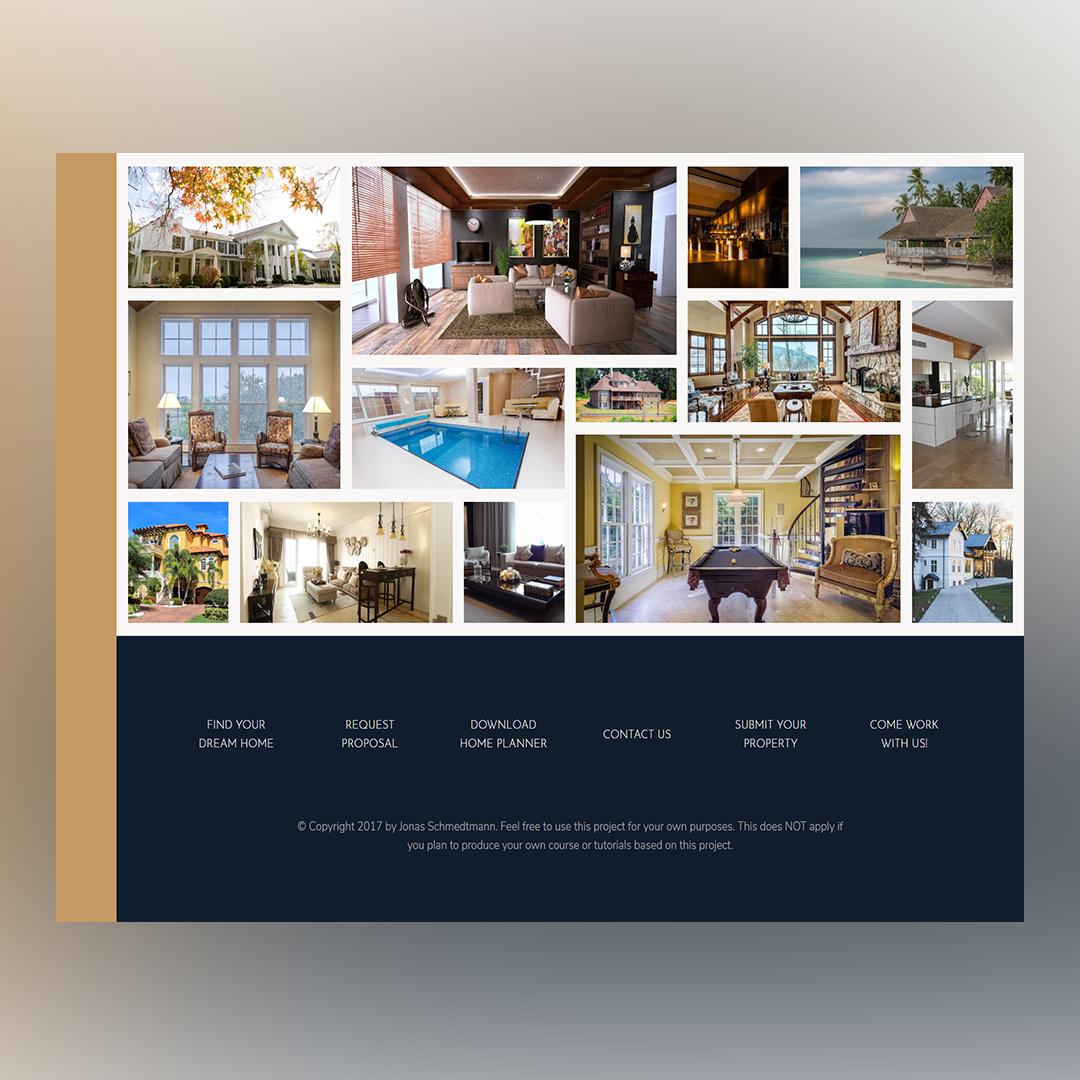 FIND YOUR
DREAM HOME
REQUEST
PROPOSAL
DOWNLOAD
HOME PLANNER
CONTACT US
SUBMIT YOUR
PROPERTY
COME WORK
WITH US!
© Copyright 2017 by Jonas Schmedtmann. Feel free to use this project for your own purposes. This does NOT apply if
you plan to produce your own course or tutorials based on this project.